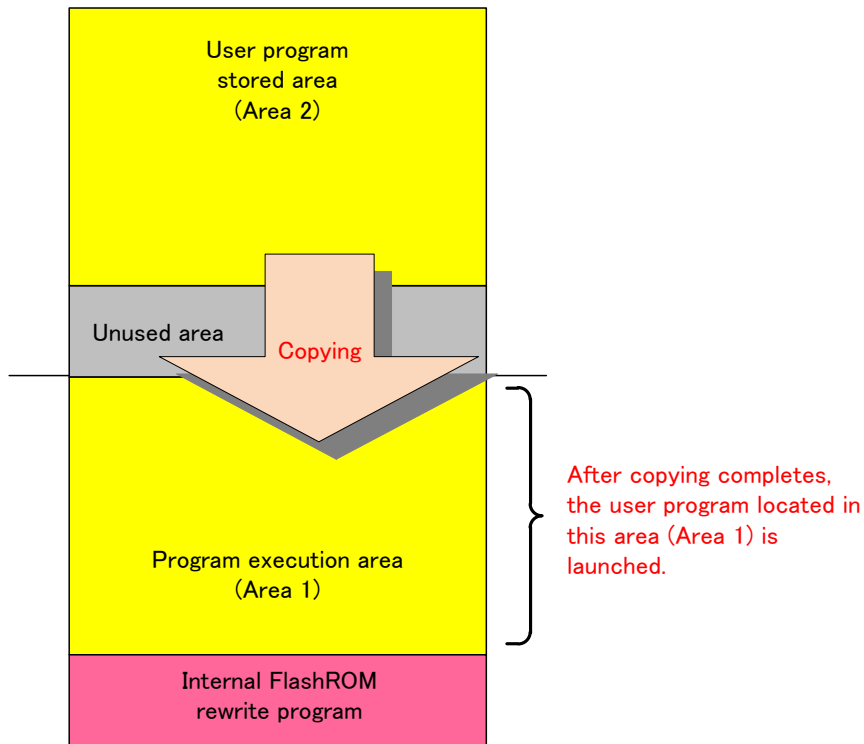 User program
stored area
(Area 2)
Unused area
Copying
After copying completes,
the user program located in
this area (Area 1) is
launched.
Program execution area
(Area 1)
Internal FlashROM
rewrite program